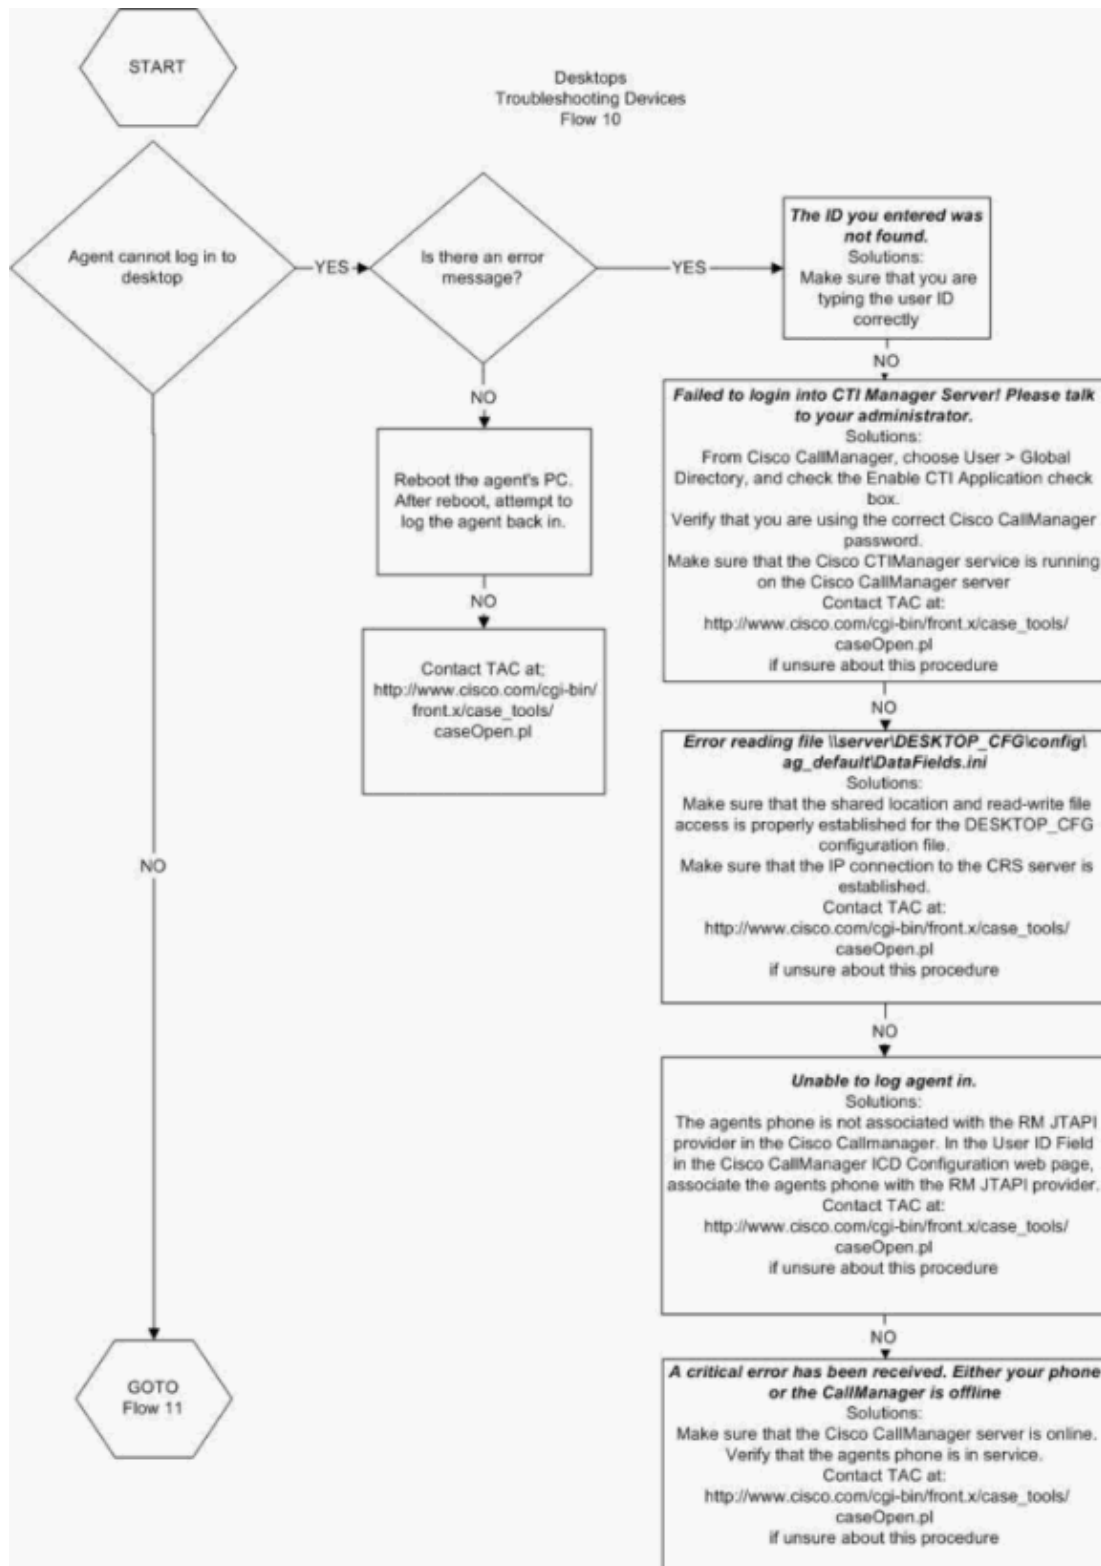 START
Desktops
Troubleshooting Devices
Flow 10
Agent cannot log in to
desktop
YES
Is there an error
message?
YES
The ID you entered was
not found.
Solutions:
Make sure that you are
typing the user ID
correctly
NO
Failed to login into CTI Manager Server! Please talk
to your administrator.
Solutions:
From Cisco CallManager, choose User > Global
Directory, and check the Enable CTI Application check
box.
Verify that you are using the correct Cisco CallManager
password.
Make sure that the Cisco CTIManager service is running
on the Cisco CallManager server
Contact TAC at:
http://www.cisco.com/cgi-bin/front.x/case_tools/
caseOpen.pl
if unsure about this procedure
NO
Reboot the agent's PC.
After reboot, attempt to
log the agent back in.
NO
Contact TAC at;
http://www.cisco.com/cgi-bin/
front.x/case_tools/
caseOpen.pl
NO
Error reading file \\server\DESKTOP_CFG\config\
ag_default\DataFields.ini
Solutions:
Make sure that the shared location and read-write file
access is properly established for the DESKTOP_CFG
configuration file.
Make sure that the IP connection to the CRS server is
established.
Contact TAC at:
http://www.cisco.com/cgi-bin/front.x/case_tools/
caseOpen.pl
if unsure about this procedure
NO
NO
Unable to log agent in.
Solutions:
The agents phone is not associated with the RM JTAPI
provider in the Cisco Callmanager. In the User ID Field
in the Cisco CallManager ICD Configuration web page,
associate the agents phone with the RM JTAPI provider.
Contact TAC at:
http://www.cisco.com/cgi-bin/front.x/case_tools/
caseOpen.pl
if unsure about this procedure
NO
A critical error has been received. Either your phone
or the CallManager is offline
Solutions:
Make sure that the Cisco CallManager server is online.
Verify that the agents phone is in service.
Contact TAC at:
http://www.cisco.com/cgi-bin/front.x/case_tools/
caseOpen.pl
if unsure about this procedure
GOTO
Flow 11